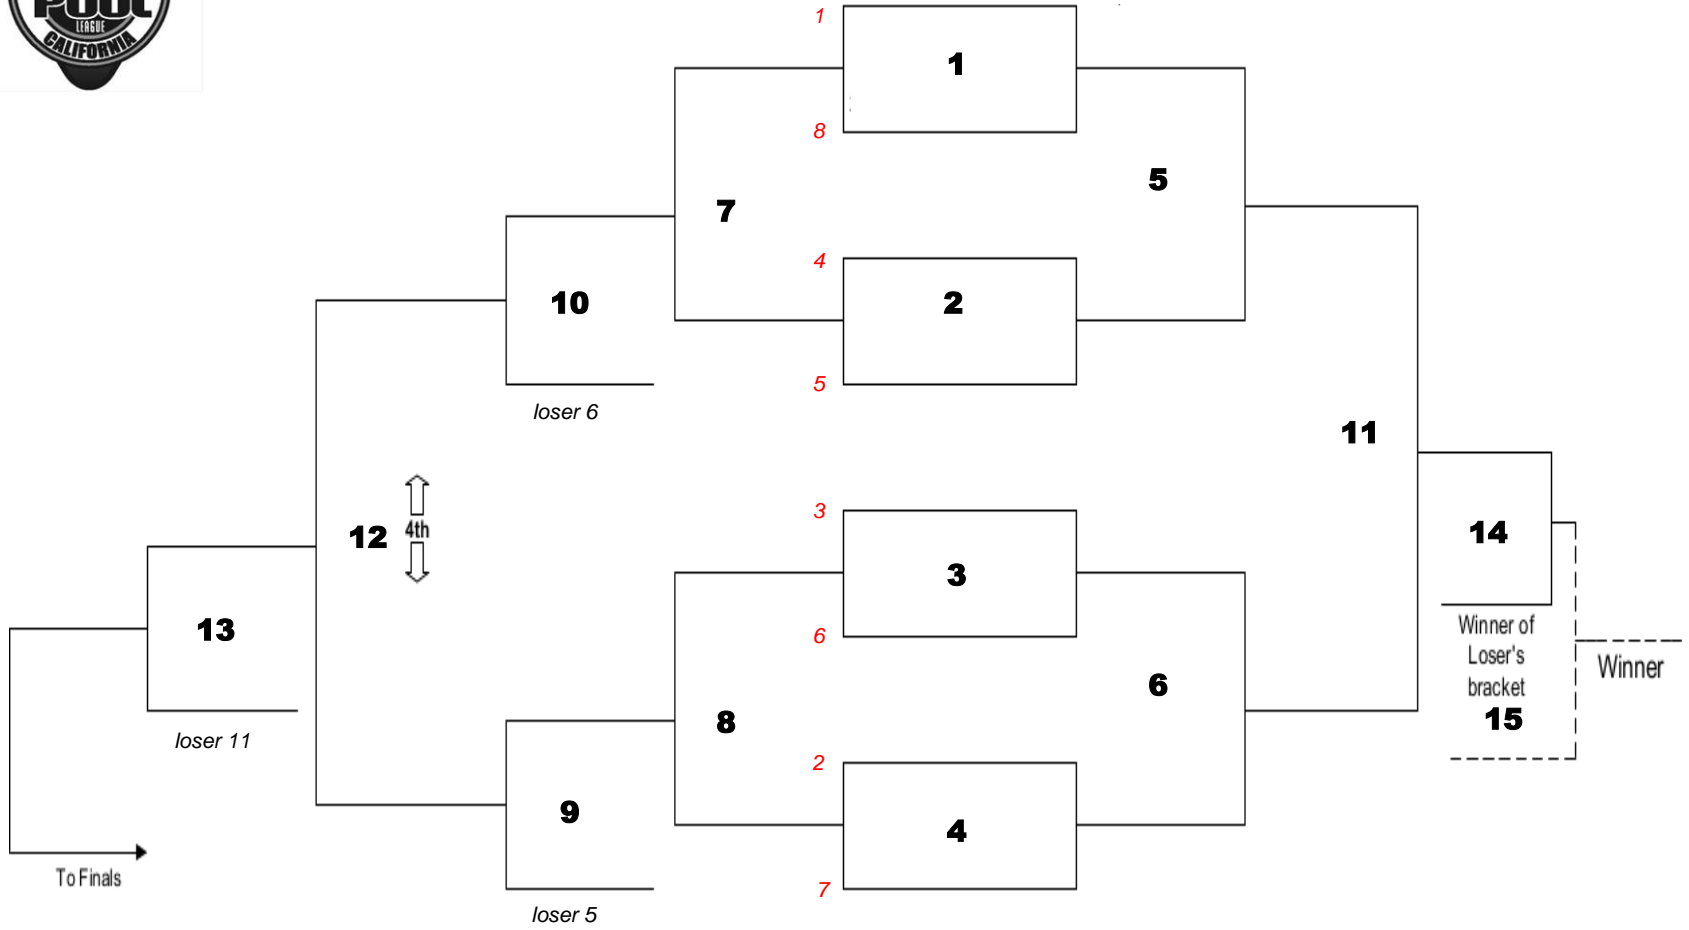 POOL
LEAGUE
CALIFORNIA
1
1
8
5
7
4
2
10
5
loser 6
11
3
12
4th
14
3
13
6
Winner of
Loser's
bracket
Winner
6
15
8
loser 11
2
9
4
To Finals
7
loser 5